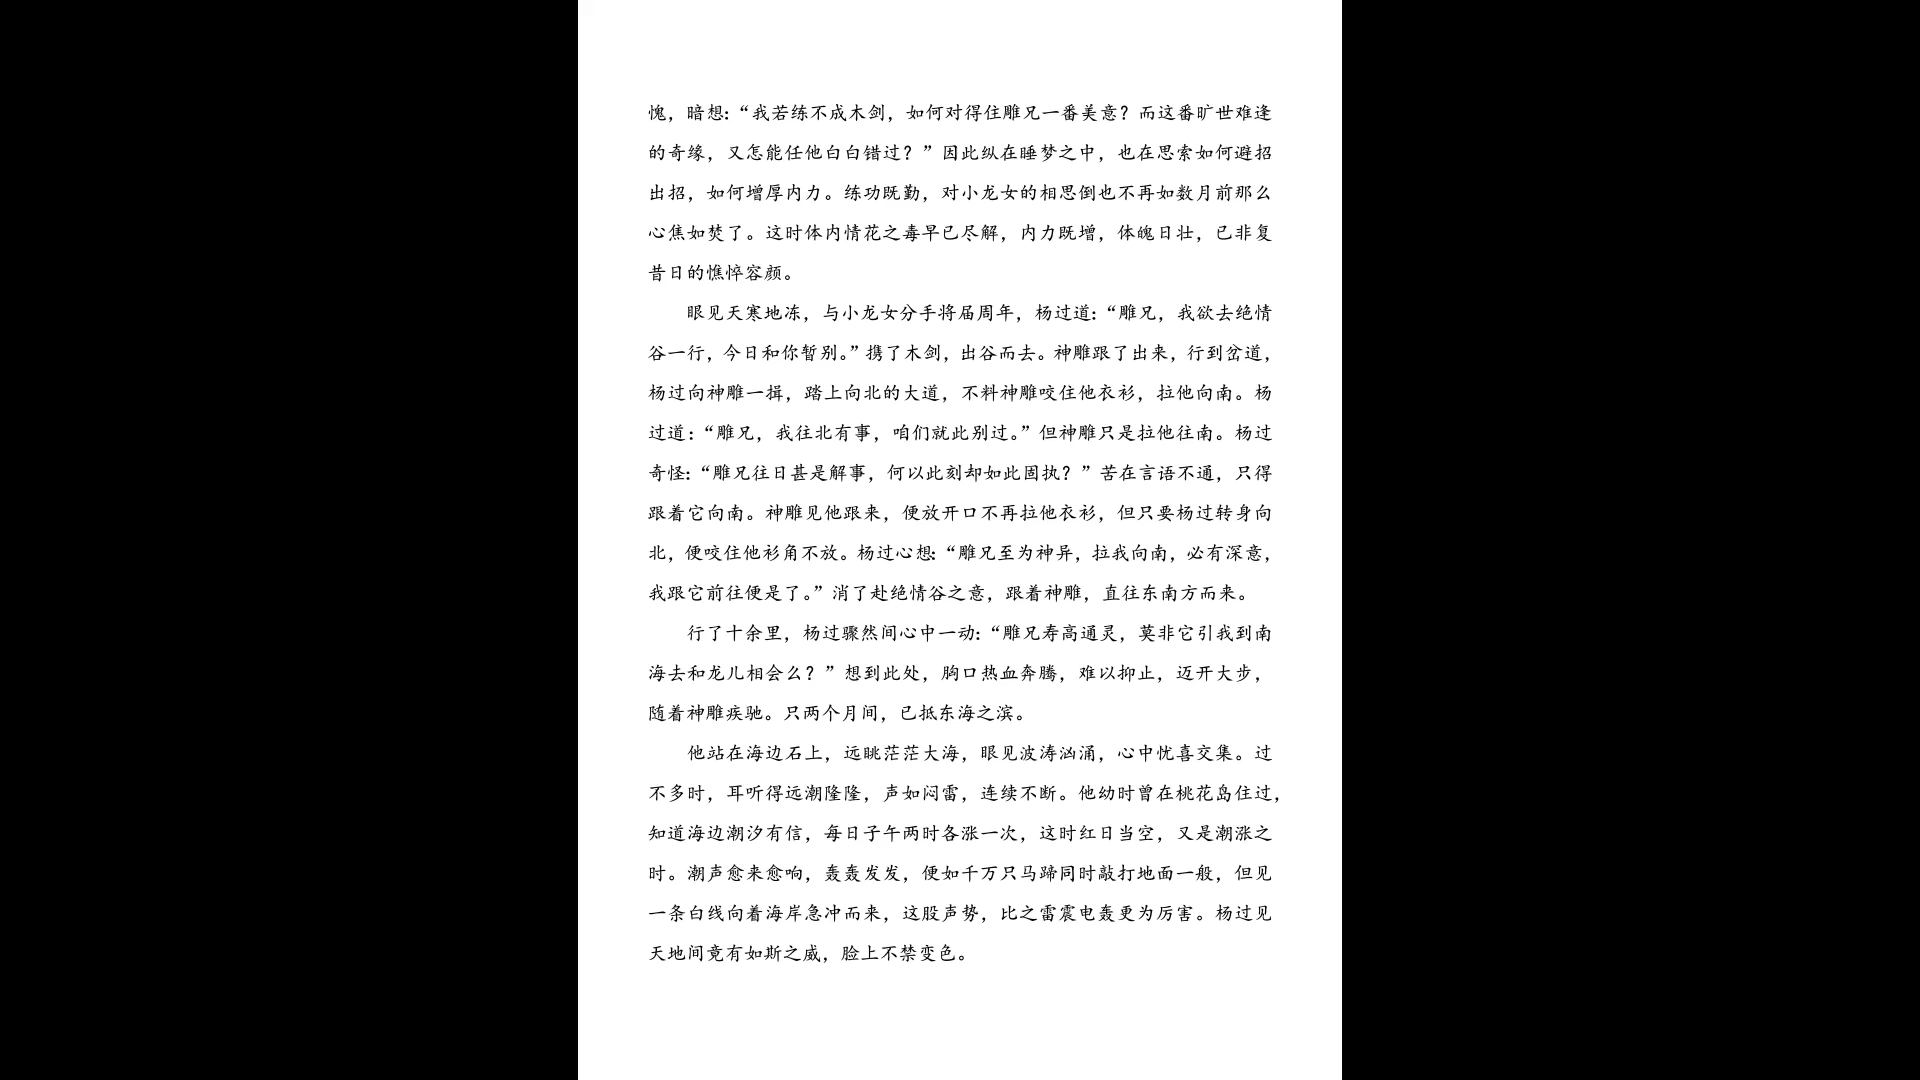 愧，暗想：“我若练不成木剑，如何对得住雕兄一番美意？而这番旷世难逢
的奇缘，又怎能任他白白错过？”因此纵在睡梦之中，也在思索如何避招
出招，如何增厚内力。练功既勤，对小龙女的相思倒也不再如数月前那么
心焦如焚了。这时体内情花之毒早已尽解，内力既增，体魄日壮，已非复
昔日的憔悴容颜。
眼见天寒地冻，与小龙女分手将届周年，杨过道：“雕兄，我欲去绝情
谷一行，今日和你暂别。”携了木剑，出谷而去。神雕跟了出来，行到岔道，
杨过向神雕一揖，踏上向北的大道，不料神雕咬住他衣衫，拉他向南。杨
过道：“雕兄，我往北有事，咱们就此别过。”但神雕只是拉他往南。杨过
奇怪：“雕兄往日甚是解事，何以此刻却如此固执？”苦在言语不通，只得
跟着它向南。神雕见他跟来，便放开口不再拉他衣衫，但只要杨过转身向
北，便咬住他衫角不放。杨过心想：“雕兄至为神异，拉我向南，必有深意，
我跟它前往便是了。”消了赴绝情谷之意，跟着神雕，直往东南方而来。
行了十余里，杨过骤然间心中一动：“雕兄寿高通灵，莫非它引我到南
海去和龙儿相会么？”想到此处，胸口热血奔腾，难以抑止，迈开大步，
随着神雕疾驰。只两个月间，已抵东海之滨。
他站在海边石上，远眺茫茫大海，眼见波涛汹涌，心中忧喜交集。过
不多时，耳听得远潮隆隆，声如闷雷，连续不断。他幼时曾在桃花岛住过，
知道海边潮汐有信，每日子午两时各涨一次，这时红日当空，又是潮涨之
时。潮声愈来愈响，轰轰发发，便如千万只马蹄同时敲打地面一般，但见
一条白线向着海岸急冲而来，这股声势，比之雷震电轰更为厉害。杨过见
天地间竟有如斯之威，脸上不禁变色。